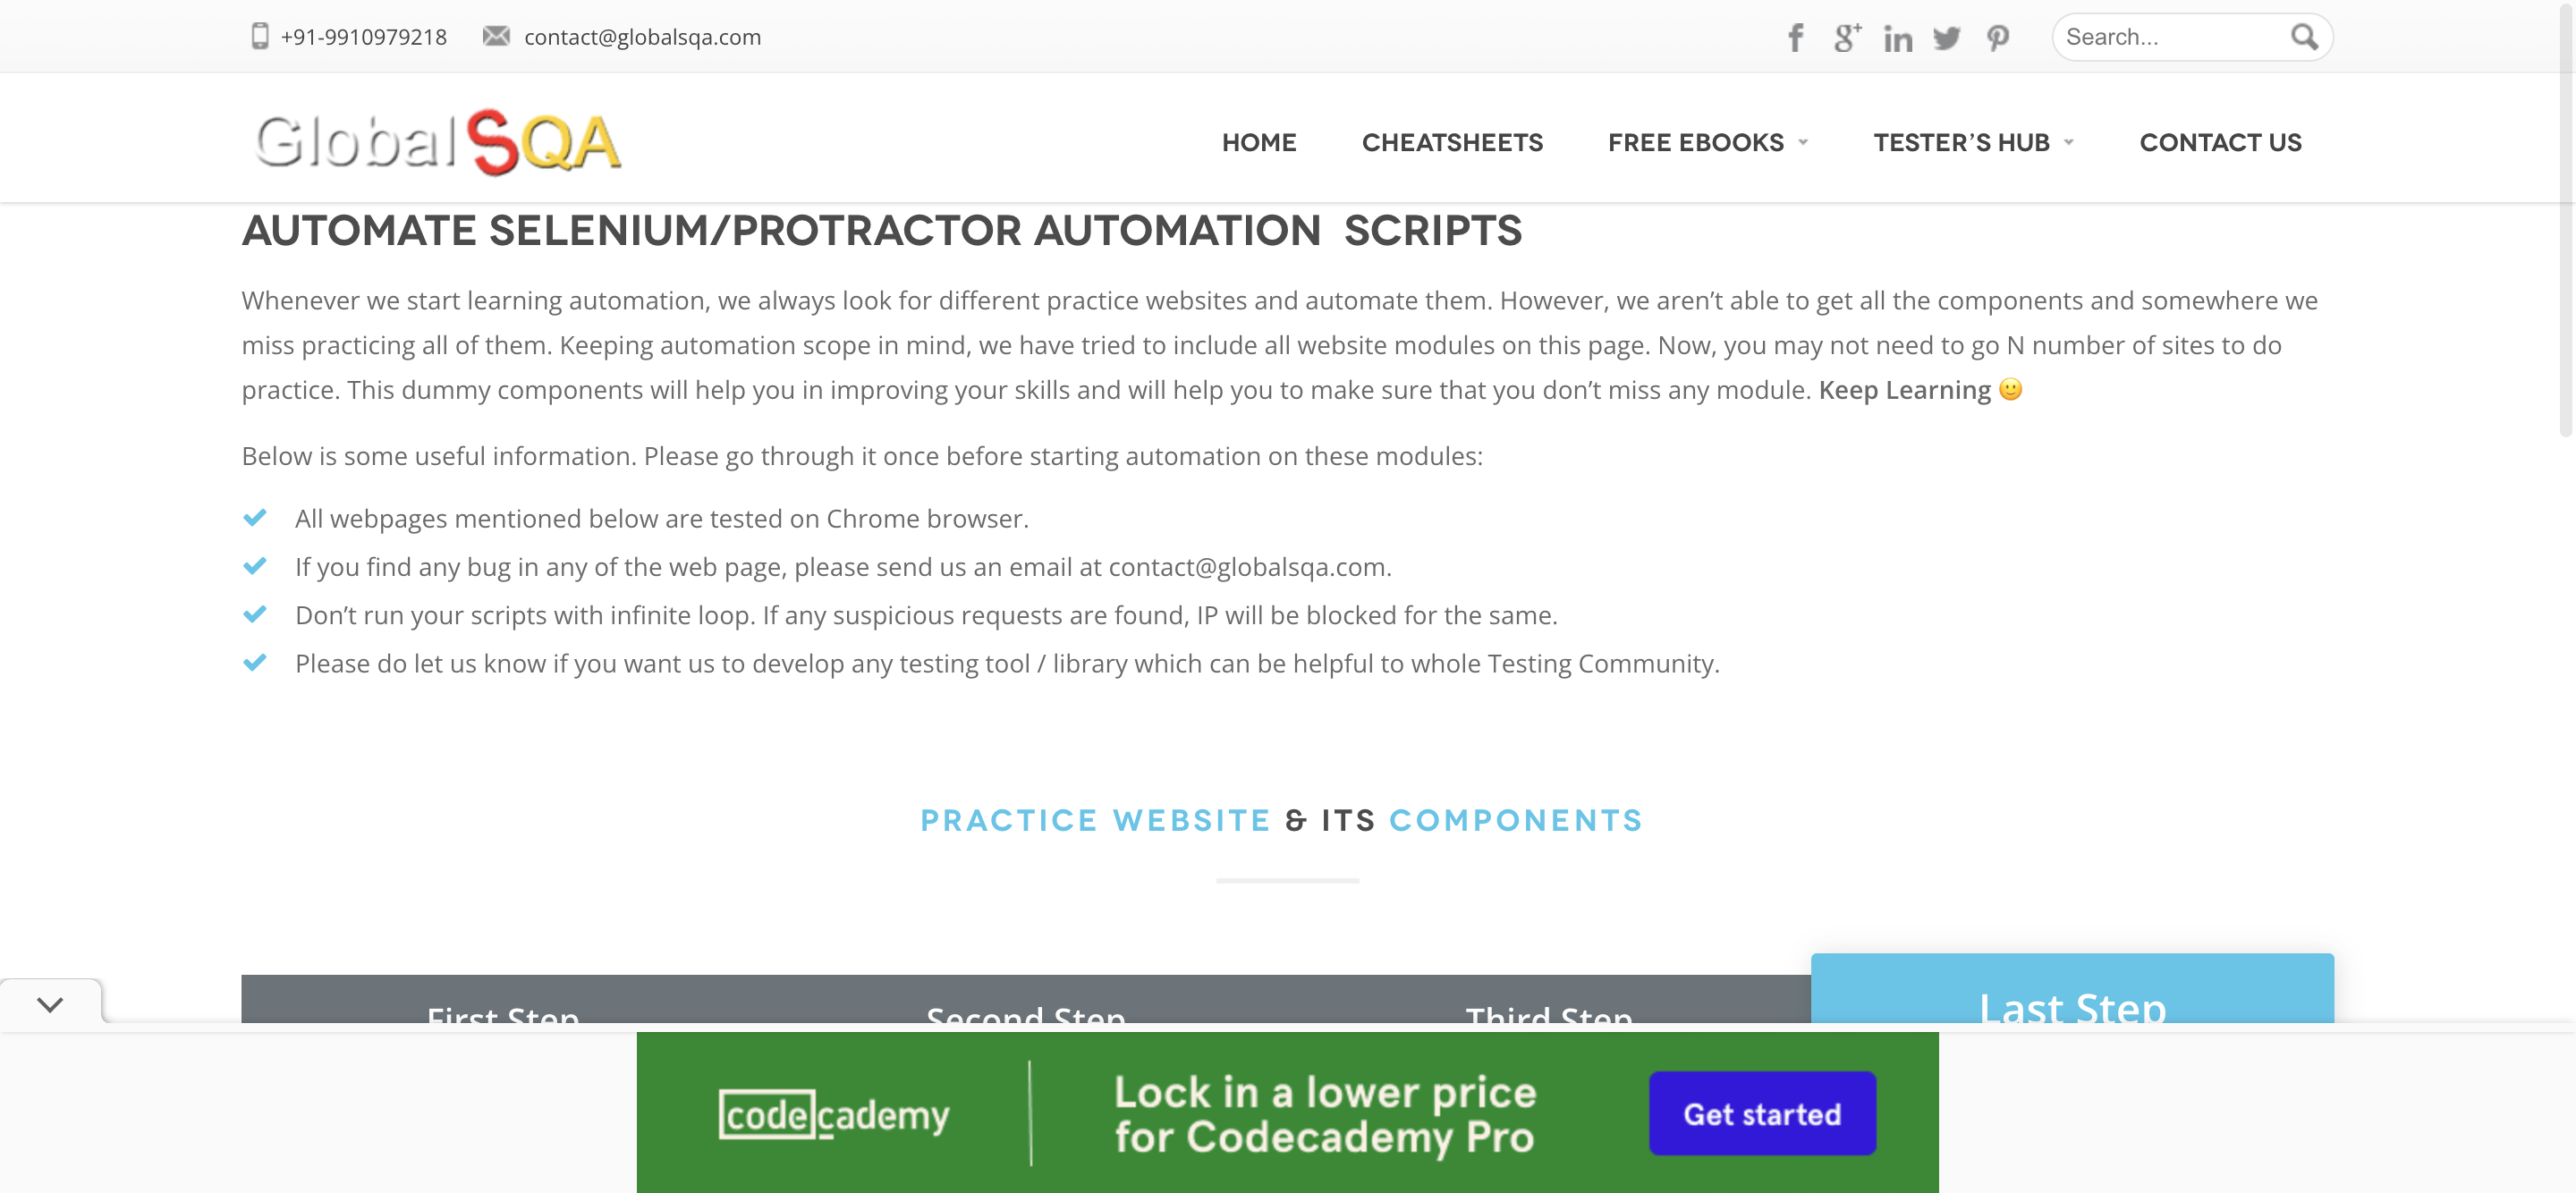 +91-9910979218 contact@globalsqa.com
f g+ in Search...
GlobalSQA
HOME CHEATSHEETS FREE EBOOKS TESTER’S HUB CONTACT US
AUTOMATE SELENIUM/PROTRACTOR AUTOMATION SCRIPTS
Whenever we start learning automation, we always look for different practice websites and automate them. However, we aren’t able to get all the components and somewhere we
miss practicing all of them. Keeping automation scope in mind, we have tried to include all website modules on this page. Now, you may not need to go N number of sites to do
practice. This dummy components will help you in improving your skills and will help you to make sure that you don’t miss any module. Keep Learning 🙂
Below is some useful information. Please go through it once before starting automation on these modules:
All webpages mentioned below are tested on Chrome browser.
If you find any bug in any of the web page, please send us an email at contact@globalsqa.com.
Don’t run your scripts with infinite loop. If any suspicious requests are found, IP will be blocked for the same.
Please do let us know if you want us to develop any testing tool / library which can be helpful to whole Testing Community.
PRACTICE WEBSITE & ITS COMPONENTS
First Step Second Step Third Step Last Step
codecademy
Lock in a lower price
for Codecademy Pro
Get started